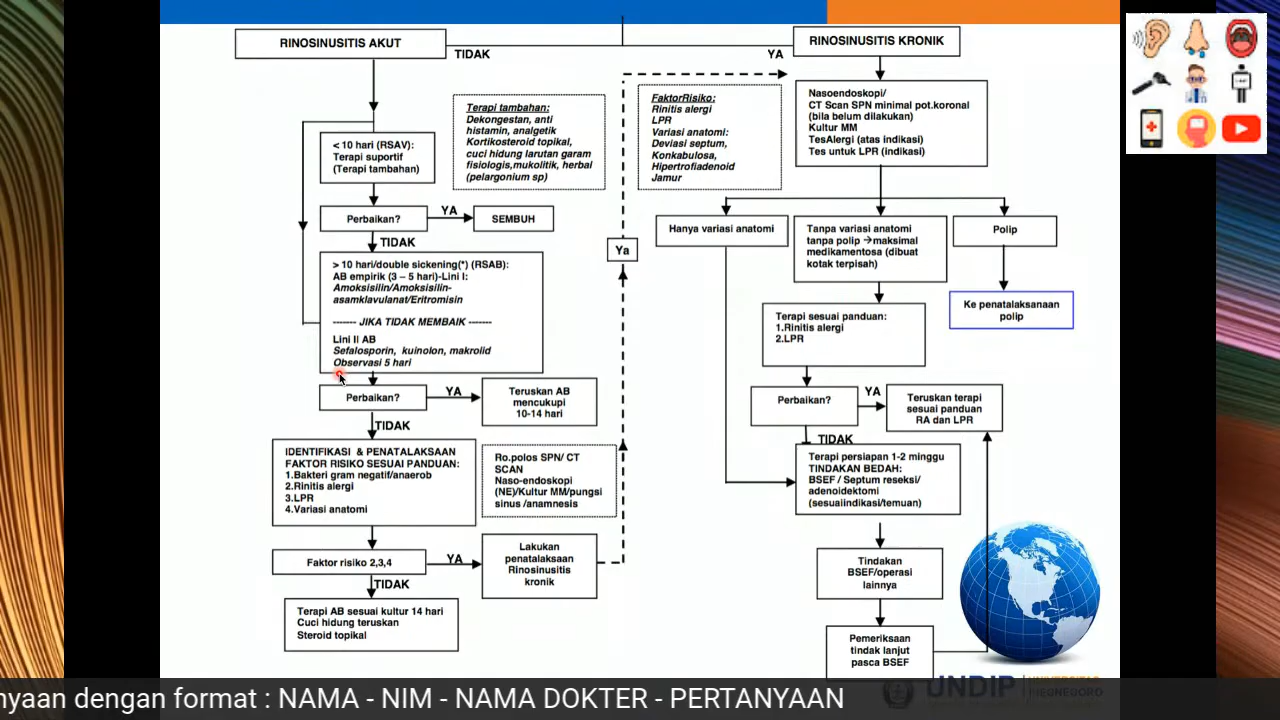 RINOSINUSITIS AKUT
TIDAK
YA
RINOSINUSITIS KRONIK
Terapi tambahan:
Dekongestan, anti
histamin, analgetik
Kortikosteroid topikal,
cuci hidung larutan garam
fisiologis,mukolitik, herbal
(pelargonium sp)
< 10 hari (RSAV):
Terapi suportif
(Terapi tambahan)
Perbaikan?
YA
SEMBUH
TIDAK
> 10 hari/double sickening(*) (RSAB):
AB empirik (3 – 5 hari)-Lini I:
Amoksisilin/Amoksisilin-
asamklavulanat/Eritromisin
------- JIKA TIDAK MEMBAIK -------
Lini II AB
Sefalosporin, kuinolon, makrolid
Observasi 5 hari
Perbaikan?
YA
Teruskan AB
mencukupi
10-14 hari
TIDAK
IDENTIFIKASI & PENATALAKSAAN
FAKTOR RISIKO SESUAI PANDUAN:
1.Bakteri gram negatif/anaerob
2.Rinitis alergi
3.LPR
4.Variasi anatomi
Ro.polos SPN/ CT
SCAN
Naso-endoskopi
(NE)/Kultur MM/pungsi
sinus /anamnesis
Faktor risiko 2,3,4
YA
Lakukan
penatalaksaan
Rinosinusitis
kronik
TIDAK
Terapi AB sesuai kultur 14 hari
Cuci hidung teruskan
Steroid topikal
Ya
FaktorRisiko:
Rinitis alergi
LPR
Variasi anatomi:
Deviasi septum,
Konkabulosa,
Hipertrofiadenoid
Jamur
Nasoendoskopi/
CT Scan SPN minimal pot.koronal
(bila belum dilakukan)
Kultur MM
TesAlergi (atas indikasi)
Tes untuk LPR (indikasi)
Hanya variasi anatomi
Tanpa variasi anatomi
tanpa polip →maksimal
medikamentosa (dibuat
kotak terpisah)
Polip
Ke penatalaksanaan
polip
Terapi sesuai panduan:
1.Rinitis alergi
2.LPR
Perbaikan?
YA
Teruskan terapi
sesuai panduan
RA dan LPR
TIDAK
Terapi persiapan 1-2 minggu
TINDAKAN BEDAH:
BSEF / Septum reseksi/
adenoidektomi
(sesuaiindikasi/temuan)
Tindakan
BSEF/operasi
lainnya
Pemeriksaan
tindak lanjut
pasca BSEF
UNDIP
nyaan dengan format : NAMA - NIM - NAMA DOKTER - PERTANYAAN